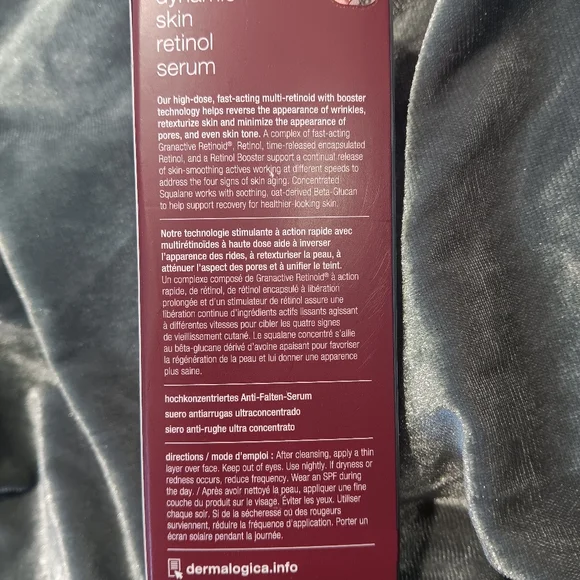 dynamic
skin
retinol
serum
Our high-dose, fast-acting multi-retinoid with booster
technology helps reverse the appearance of wrinkles,
retexturize skin and minimize the appearance of
pores, and even skin tone. A complex of fast-acting
Granactive Retinoid®, Retinol, time-released encapsulated
Retinol, and a Retinol Booster support a continual release
of skin-smoothing actives working at different speeds to
address the four signs of skin aging. Concentrated
Squalane works with soothing, oat-derived Beta-Glucan
to help support recovery for healthier-looking skin.
Notre technologie stimulante à action rapide avec
multirétinoïdes à haute dose aide à inverser
l'apparence des rides, à retexturiser la peau, à
atténuer l'aspect des pores et à unifier le teint.
Un complexe composé de Granactive Retinoid® à action
rapide, de rétinol, de rétinol encapsulé à libération
prolongée et d'un stimulateur de rétinol assure une
libération continue d'ingrédients actifs lissants agissant
à différentes vitesses pour cibler les quatre signes
de vieillissement cutané. Le squalane concentré s'allie
au bêta-glucane dérivé d'avoine apaisant pour favoriser
la régénération de la peau et lui donner une apparence
plus saine.
hochkonzentriertes Anti-Falten-Serum
suero antiarrugas ultraconcentrado
siero anti-rughe ultra concentrato
directions / mode d'emploi : After cleansing, apply a thin
layer over face. Keep out of eyes. Use nightly. If dryness or
redness occurs, reduce frequency. Wear an SPF during
the day. / Après avoir nettoyé la peau, appliquer une fine
couche du produit sur le visage. Éviter les yeux. Utiliser
chaque soir. Si de la sécheresse où des rougeurs
surviennent, réduire la fréquence d'application. Porter un
écran solaire pendant la journée.
dermalogica.info